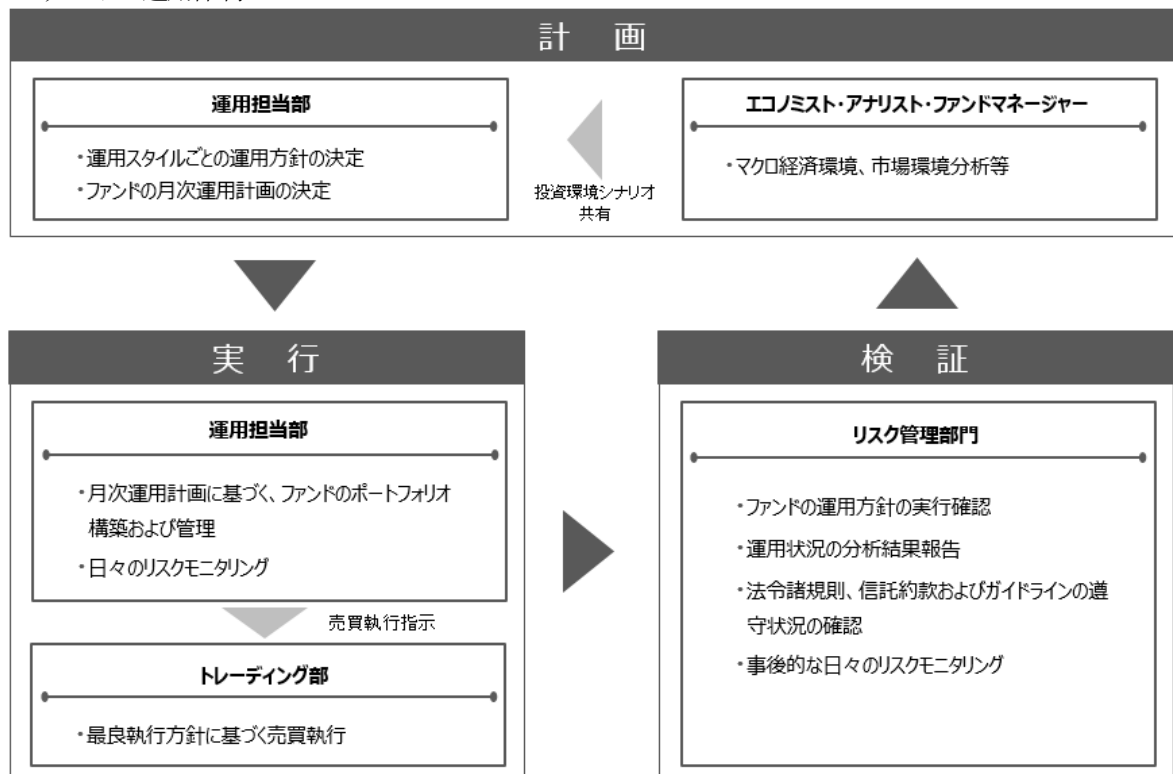 計 画
運用担当部
・運用スタイルごとの運用方針の決定
・ファンドの月次運用計画の決定
投資環境シナリオ
共有
エコノミスト・アナリスト・ファンドマネージャー
・マクロ経済環境、市場環境分析等
実 行
運用担当部
・月次運用計画に基づく、ファンドのポートフォリオ
構築および管理
・日々のリスクモニタリング
売買執行指示
トレーディング部
・最良執行方針に基づく売買執行
検 証
リスク管理部門
・ファンドの運用方針の実行確認
・運用状況の分析結果報告
・法令諸規則、信託約款およびガイドラインの遵
守状況の確認
・事後的な日々のリスクモニタリング